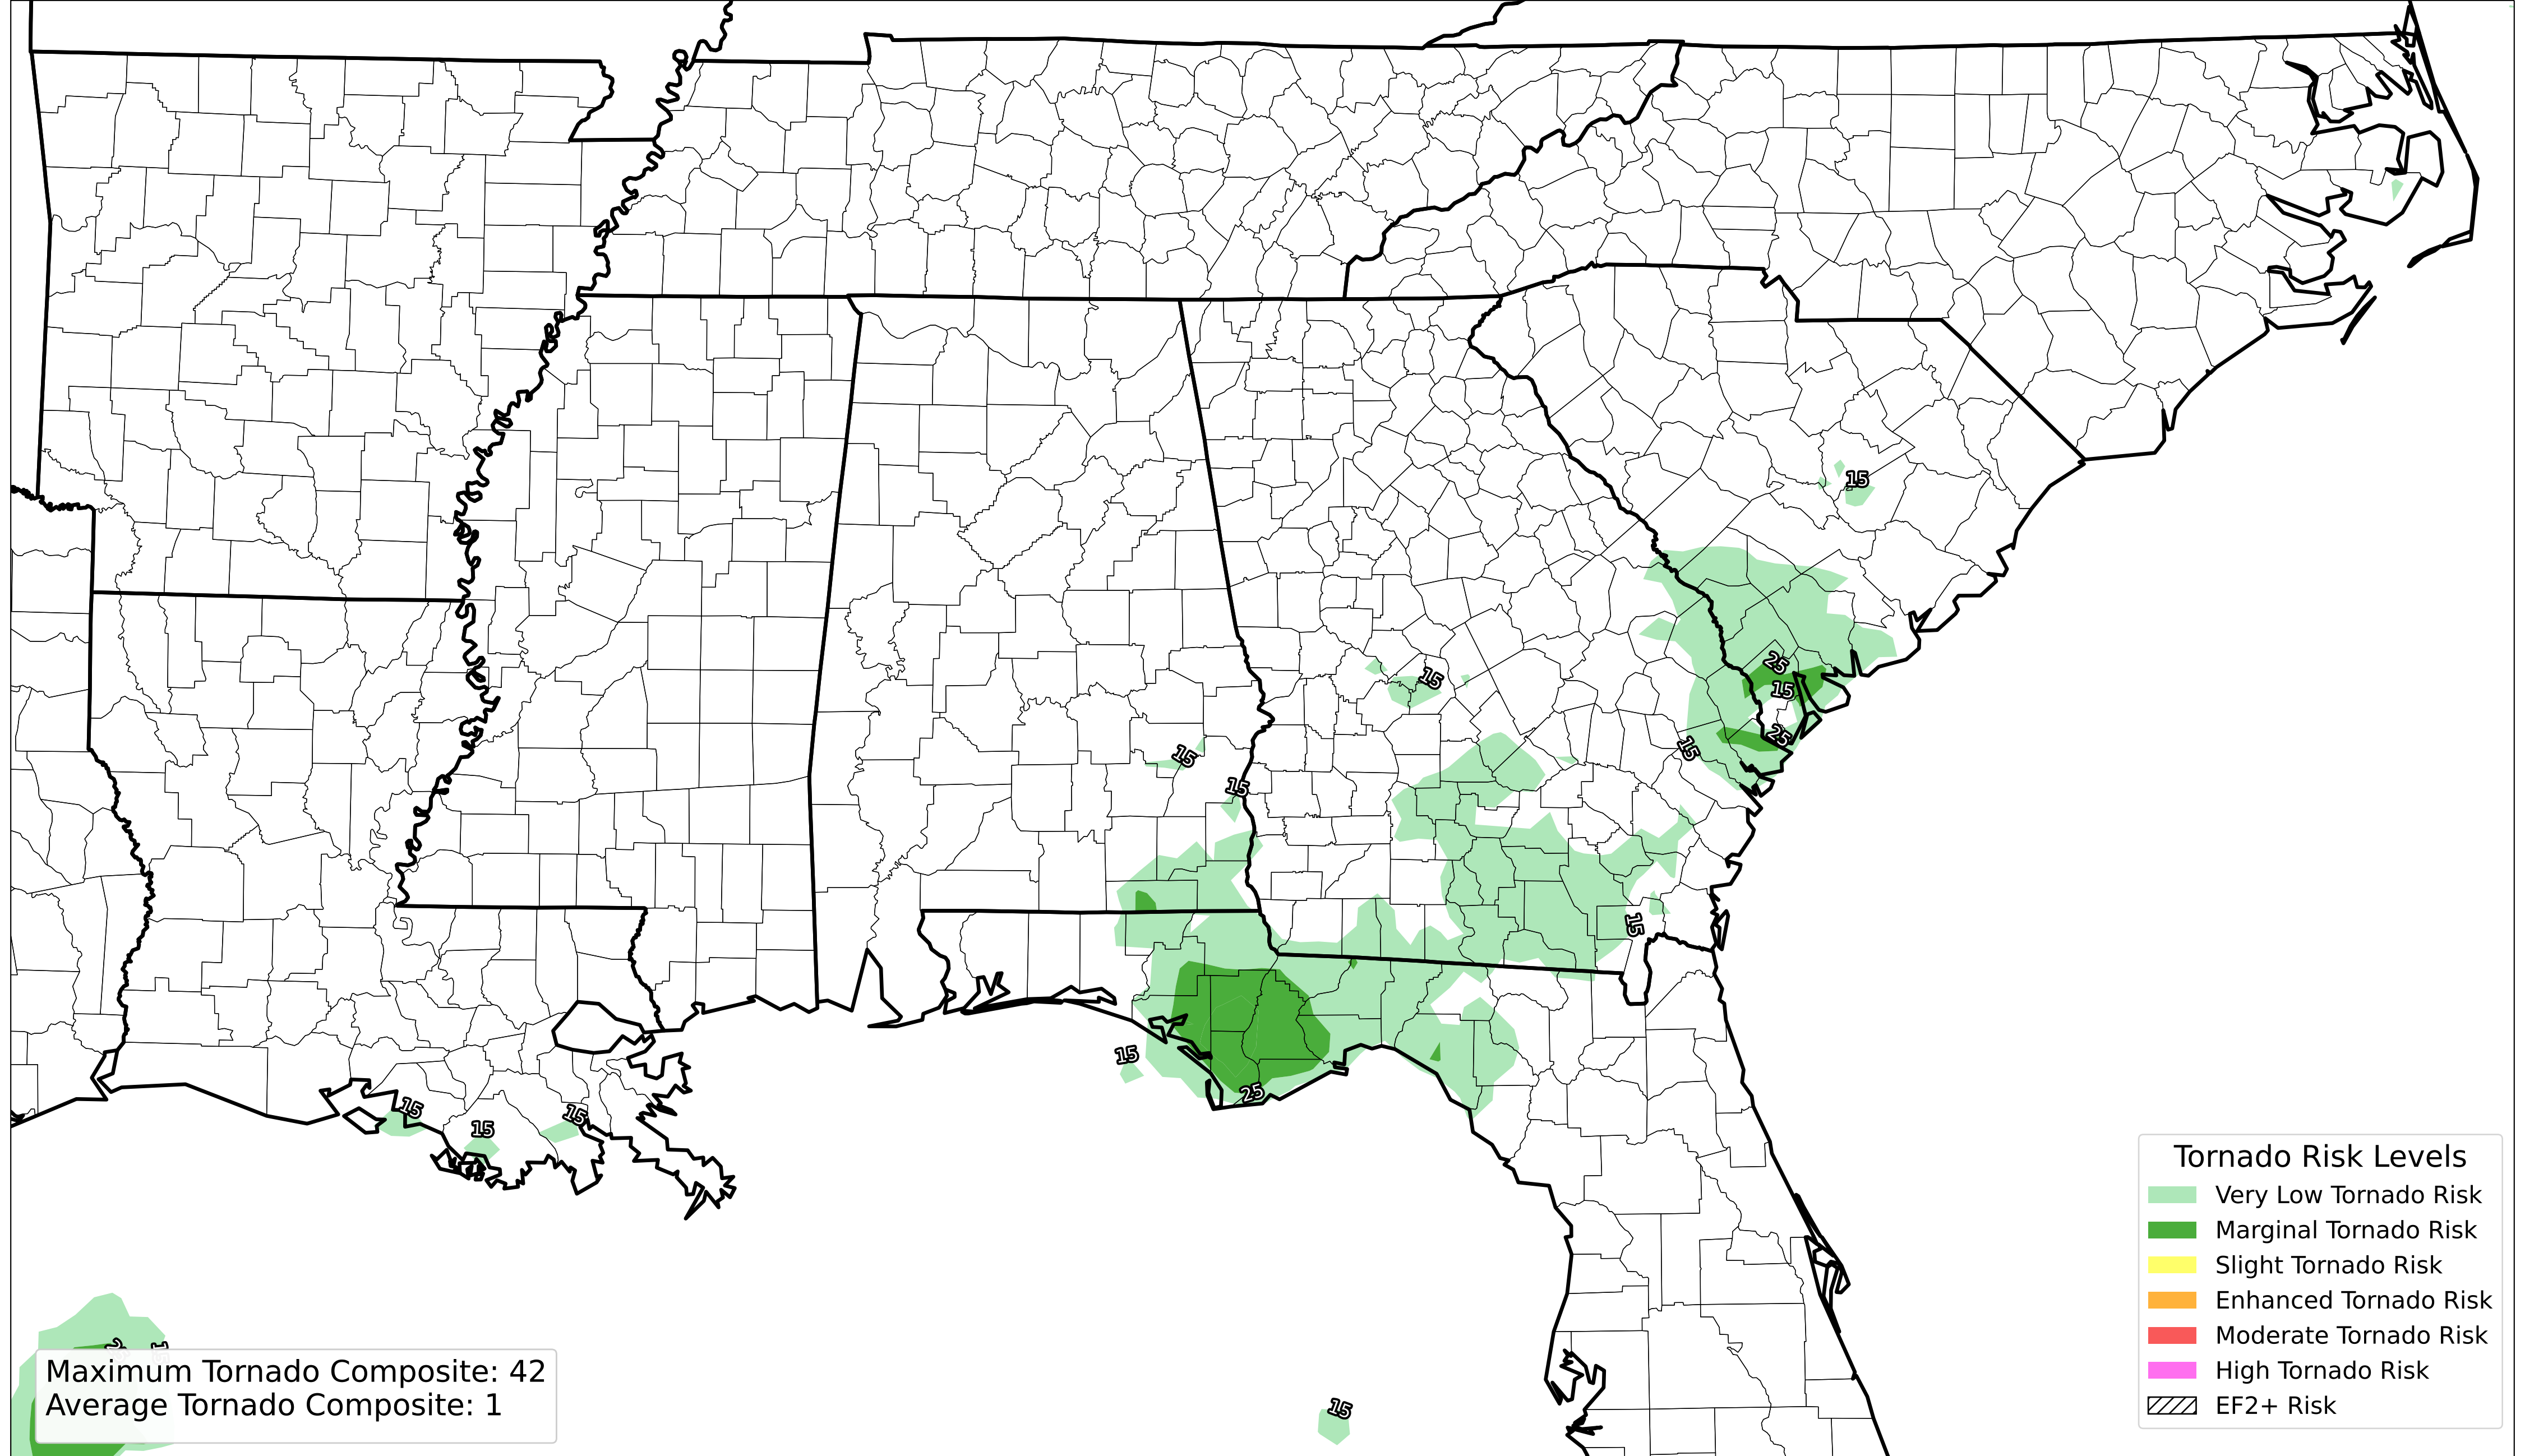 15
15
15
15
25
15
25
15
15
15
25
15
15
15
15
Tornado Risk Levels
Very Low Tornado Risk
Marginal Tornado Risk
Slight Tornado Risk
Enhanced Tornado Risk
Moderate Tornado Risk
High Tornado Risk
EF2+ Risk
Maximum Tornado Composite: 42
Average Tornado Composite: 1